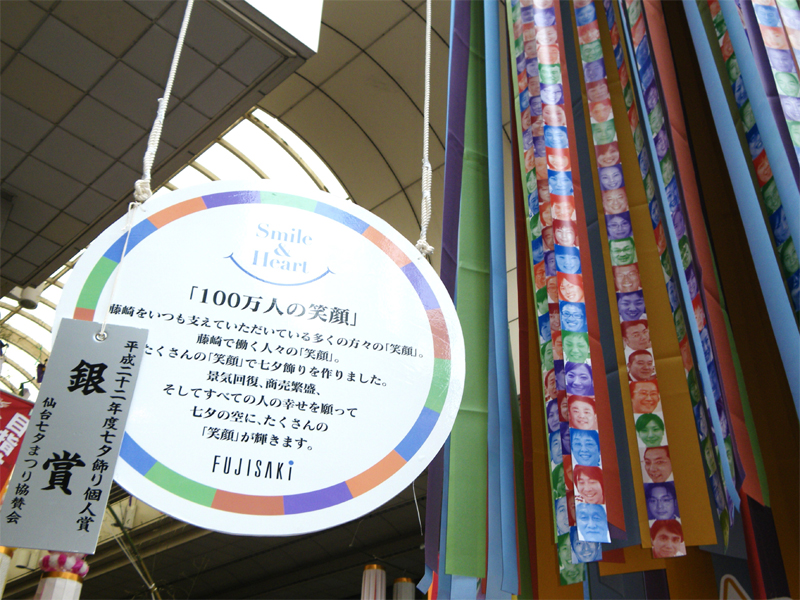 Smile
&
Heart
「100万人の笑顔」
藤崎をいつも支えていただいている多くの方々の「笑顔」。
藤崎で働く人々の「笑顔」。
たくさんの「笑顔」で七夕飾りを作りました。
景気回復、商売繁盛、
そしてすべての人の幸せを願って
七夕の空に、たくさんの
「笑顔」が輝きます。
FUJISAKI
平成二十二年度七夕飾り個人賞
銀賞
仙台七夕まつり協賛会